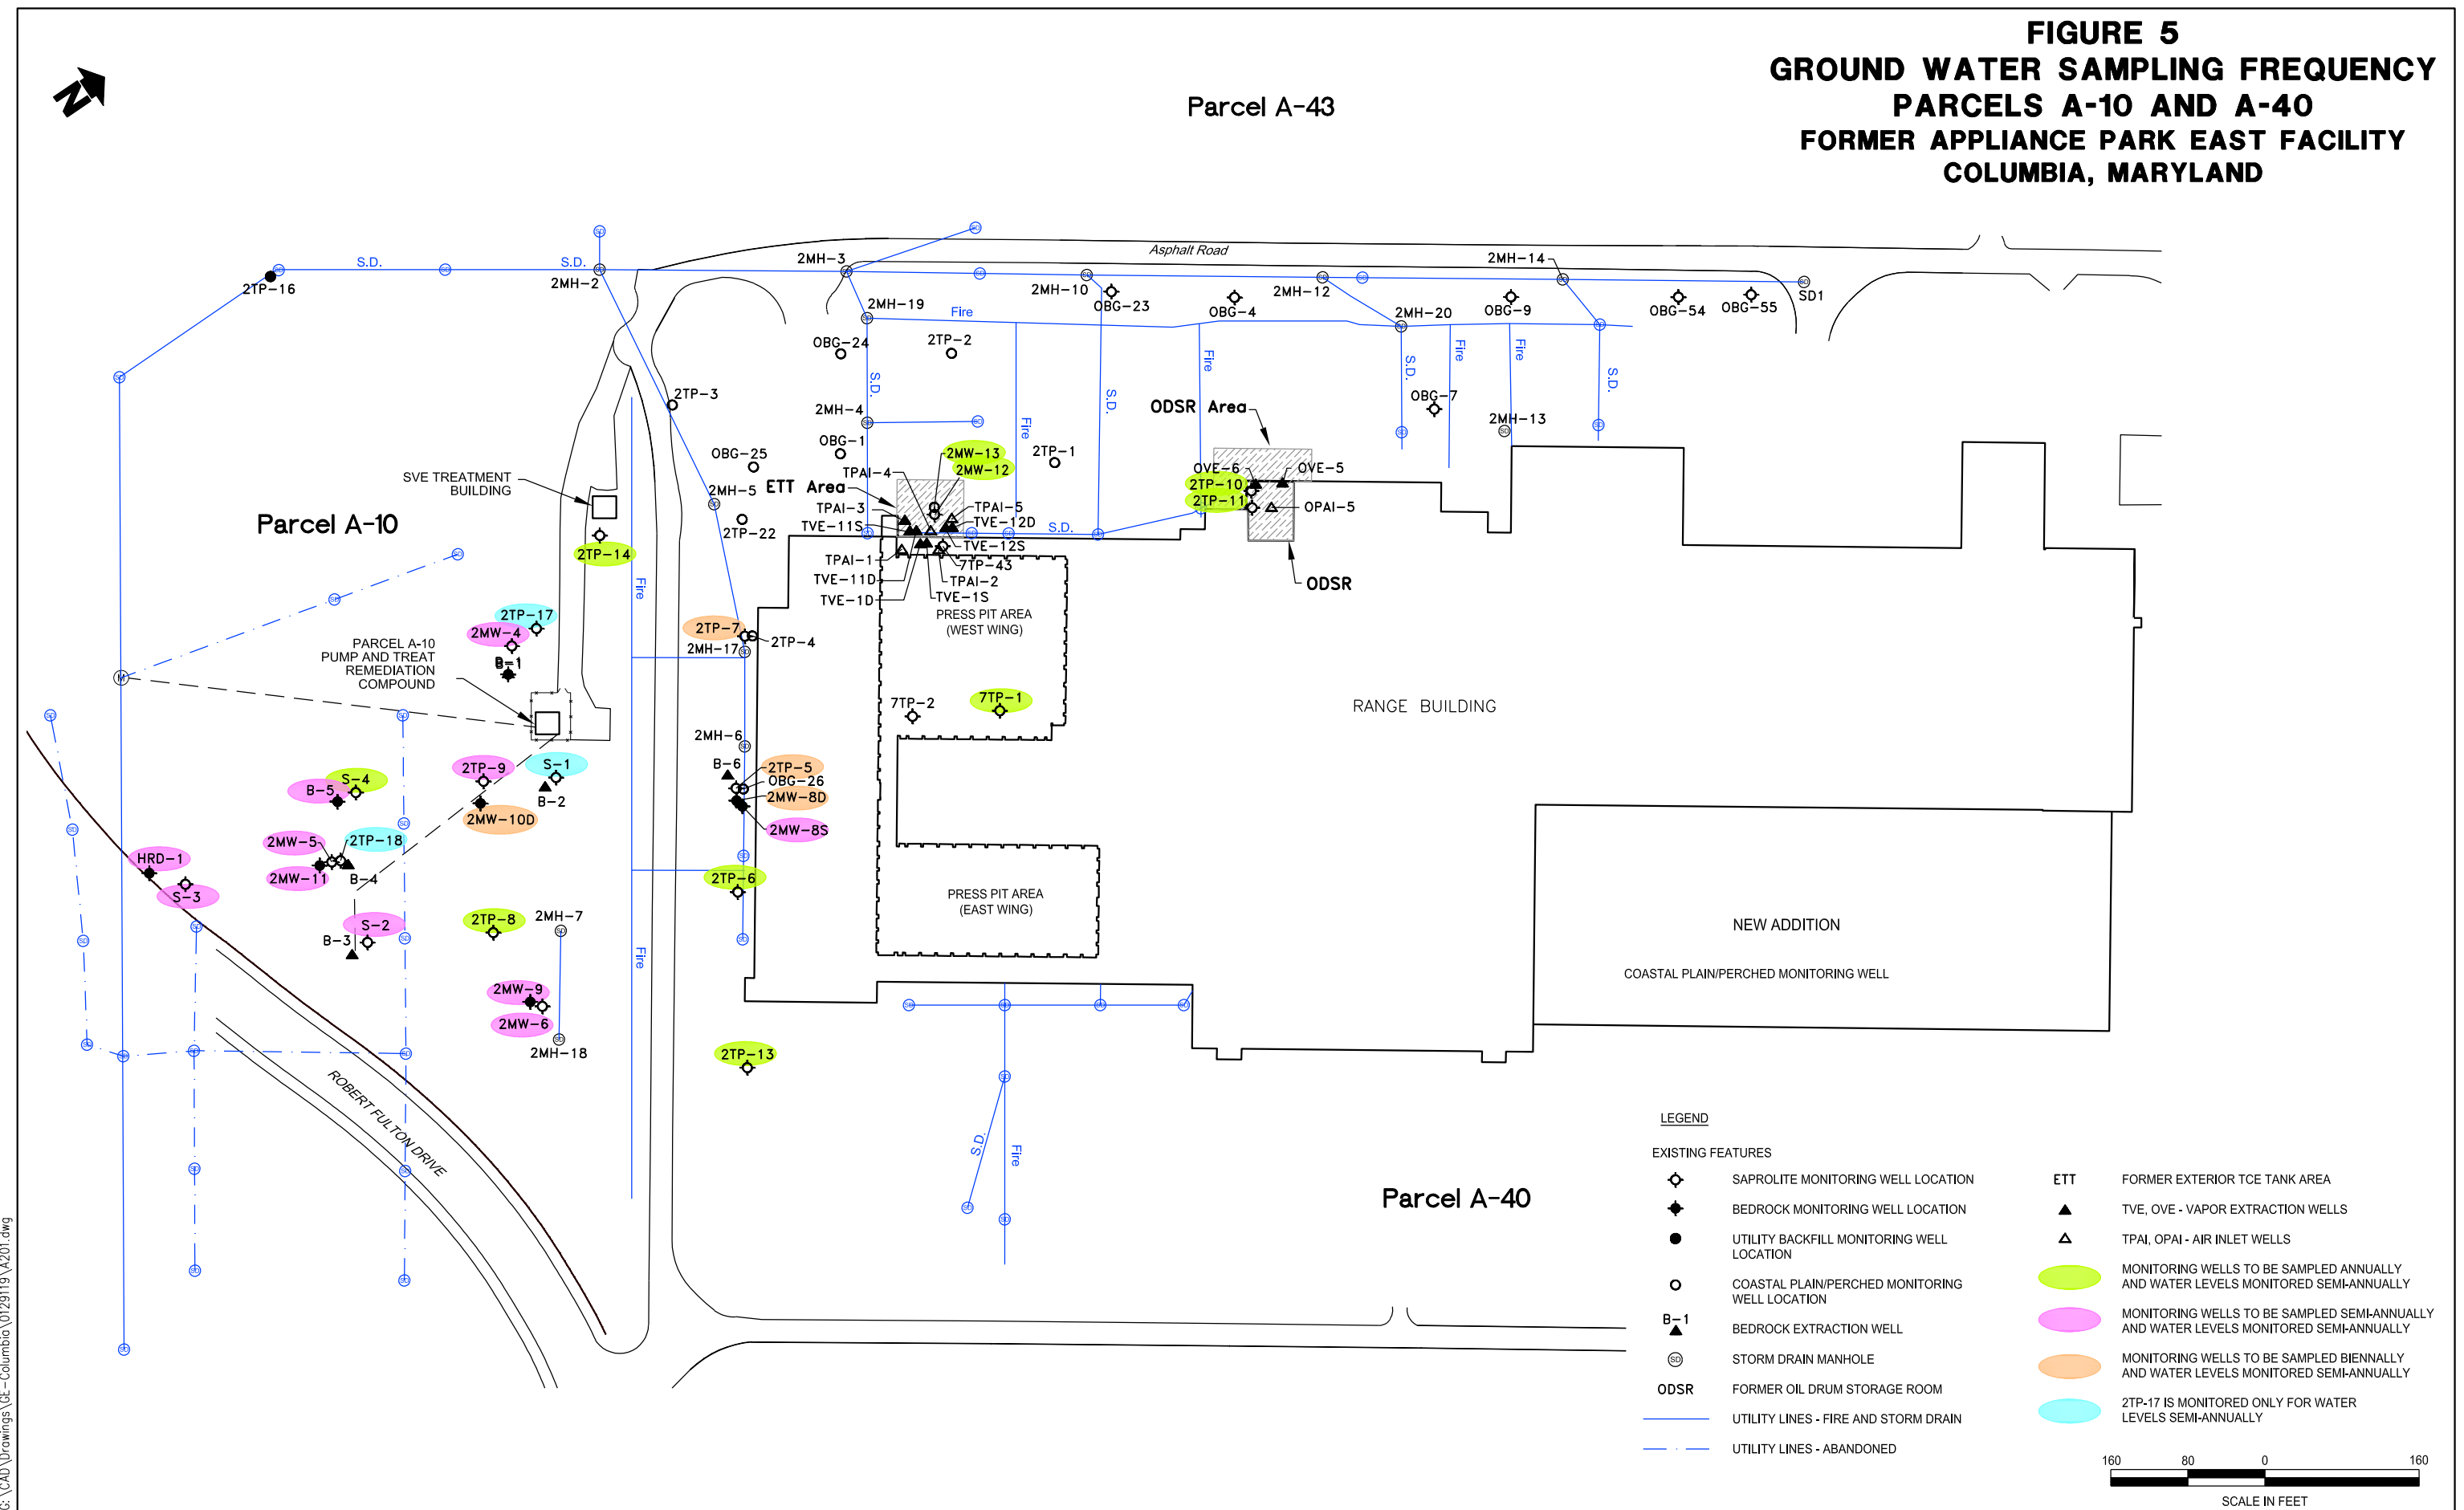 FIGURE 5
GROUND WATER SAMPLING FREQUENCY
PARCELS A-10 AND A-40
FORMER APPLIANCE PARK EAST FACILITY
COLUMBIA, MARYLAND
N
Parcel A-43
Asphalt Road
S.D.
S.D.
2TP-16
2MH-2
2MH-3
2MH-19
2MH-10
OBG-23
OBG-4
2MH-12
2MH-14
2MH-20
OBG-9
OBG-54
OBG-55
SD1
Fire
OBG-24
2TP-2
2TP-3
S.D.
Fire
S.D.
Fire
S.D.
Fire
Fire
S.D.
OBG-7
2MH-13
2MH-4
OBG-1
OBG-25
2MH-5
2TP-22
ETT Area
TPAI-4
2MW-13
2MW-12
2TP-1
ODSR Area
OVE-6
OVE-5
2TP-10
2TP-11
OPAI-5
ODSR
TPAI-3
TVE-11S
TPAI-5
TVE-12D
S.D.
TVE-12S
TPAI-1
7TP-43
TVE-11D
TPAI-2
TVE-1D
TVE-1S
PRESS PIT AREA
(WEST WING)
SVE TREATMENT
BUILDING
Parcel A-10
2TP-14
Fire
2TP-17
2MW-4
B-1
PARCEL A-10
PUMP AND TREAT
REMEDIATION
COMPOUND
M
2TP-7
2TP-4
2MH-17
7TP-2
7TP-1
RANGE BUILDING
2MH-6
B-6
2TP-5
OBG-26
2MW-8D
2MW-8S
2TP-9
S-1
B-2
2MW-10D
S-4
B-5
2MW-5
2TP-18
2MW-11
B-4
HRD-1
S-3
S-2
B-3
2TP-8
2MH-7
2TP-6
Fire
2MW-9
2MW-6
2MH-18
2TP-13
PRESS PIT AREA
(EAST WING)
NEW ADDITION
COASTAL PLAIN/PERCHED MONITORING WELL
ROBERT FULTON DRIVE
S.D.
Fire
Parcel A-40
LEGEND
EXISTING FEATURES
SAPROLITE MONITORING WELL LOCATION
BEDROCK MONITORING WELL LOCATION
UTILITY BACKFILL MONITORING WELL
LOCATION
COASTAL PLAIN/PERCHED MONITORING
WELL LOCATION
B-1
BEDROCK EXTRACTION WELL
SD
STORM DRAIN MANHOLE
ODSR FORMER OIL DRUM STORAGE ROOM
UTILITY LINES - FIRE AND STORM DRAIN
UTILITY LINES - ABANDONED
ETT FORMER EXTERIOR TCE TANK AREA
TVE, OVE - VAPOR EXTRACTION WELLS
TPAI, OPAI - AIR INLET WELLS
MONITORING WELLS TO BE SAMPLED ANNUALLY
AND WATER LEVELS MONITORED SEMI-ANNUALLY
MONITORING WELLS TO BE SAMPLED SEMI-ANNUALLY
AND WATER LEVELS MONITORED SEMI-ANNUALLY
MONITORING WELLS TO BE SAMPLED BIENNALLY
AND WATER LEVELS MONITORED SEMI-ANNUALLY
2TP-17 IS MONITORED ONLY FOR WATER
LEVELS SEMI-ANNUALLY
160 80 0 160
SCALE IN FEET
G:\CAD\Drawings\GE-Columbia\01291119\A201.dwg